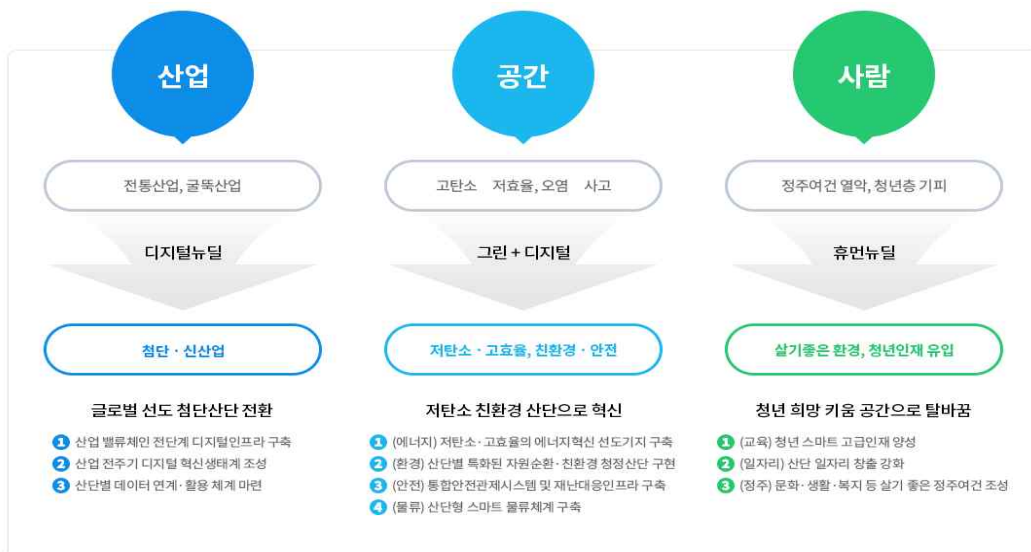 산업
전통산업, 굴뚝산업
디지털뉴딜
첨단 · 신산업
글로벌 선도 첨단산단 전환
1 산업 밸류체인 전단계 디지털인프라 구축
2 산업 전주기 디지털 혁신생태계 조성
3 산단별 데이터 연계·활용 체계 마련
공간
고탄소 저효율, 오염 사고
그린 + 디지털
저탄소 · 고효율, 친환경 · 안전
저탄소 친환경 산단으로 혁신
1 (에너지) 저탄소·고효율의 에너지혁신 선도기지 구축
2 (환경) 산단별 특화된 자원순환·친환경 청정산단 구현
3 (안전) 통합안전관제시스템 및 재난대응인프라 구축
4 (물류) 산단형 스마트 물류체계 구축
사람
정주여건 열악, 청년층 기피
휴먼뉴딜
살기좋은 환경, 청년인재 유입
청년 희망 키움 공간으로 탈바꿈
1 (교육) 청년 스마트 고급인재 양성
2 (일자리) 산단 일자리 창출 강화
3 (정주) 문화·생활·복지 등 살기 좋은 정주여건 조성